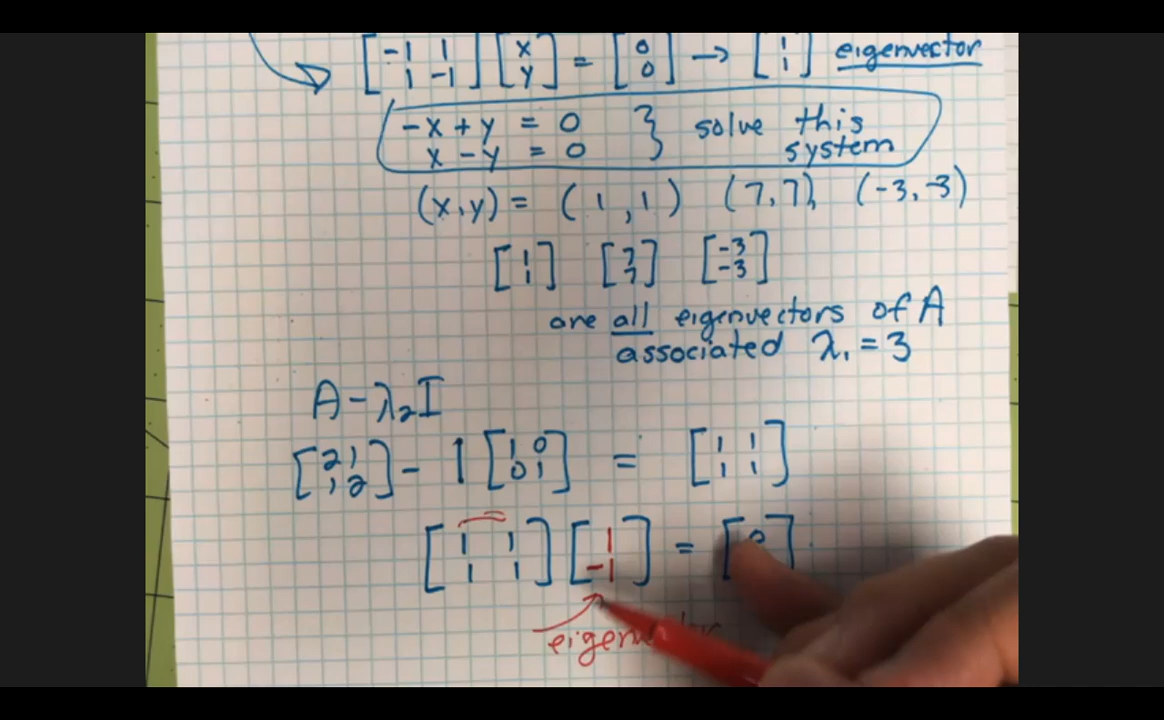 [-1 1 1 -1] [x y] = [0 0] → [1 1] eigenvector
-x + y = 0 } solve this
x - y = 0 system
(x,y) = (1,1) (7,7), (-3,-3)
[1 1] [7 7] [-3 -3]
are all eigenvectors of A
associated λ₁ = 3
A - λ₂I
[2 1 1 2] - 1 [1 0 0 1] = [1 1 1 1]
[1 1 1 1] [1 -1] = [0